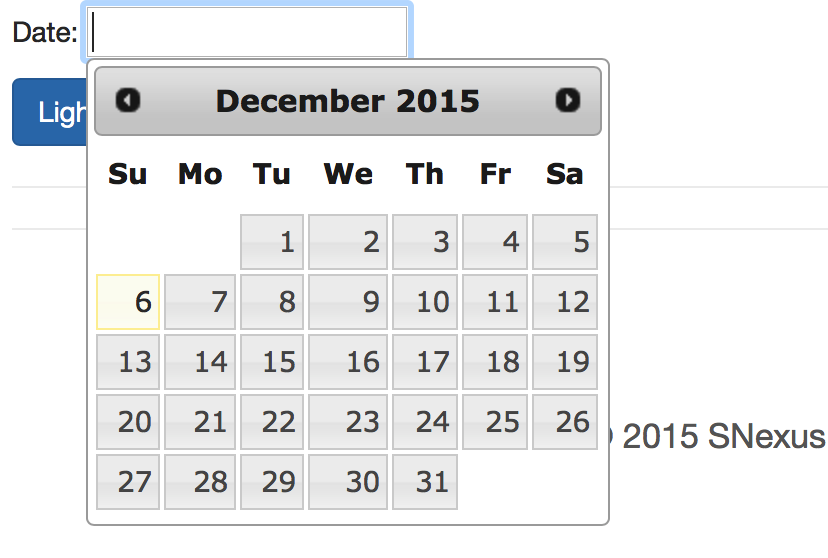 Date:
Ligh
December 2015
Su Mo Tu We Th Fr Sa
1 2 3 4 5
6 7 8 9 10 11 12
13 14 15 16 17 18 19
20 21 22 23 24 25 26
27 28 29 30 31
2015 SNexus